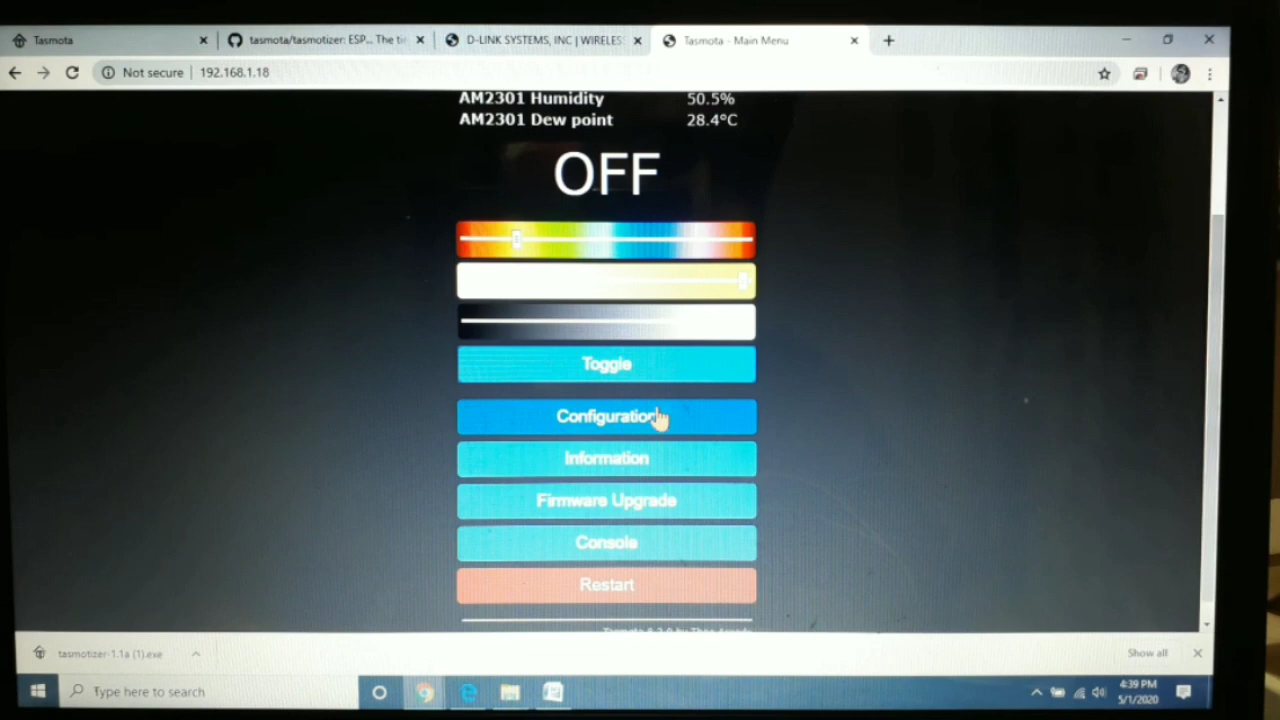 Tasmota
tasmota/tasmotizer: ESP... The tin
D-LINK SYSTEMS, INC | WIRELES
Tasmota - Main Menu
Not secure
192.168.1.18
AM2301 Humidity 50.5%
AM2301 Dew point 28.4°C
OFF
Toggle
Configuration
Information
Firmware Upgrade
Console
Restart
tasmotizer-1.1a (1).exe
Show all
Type here to search
4:39 PM
5/1/2020